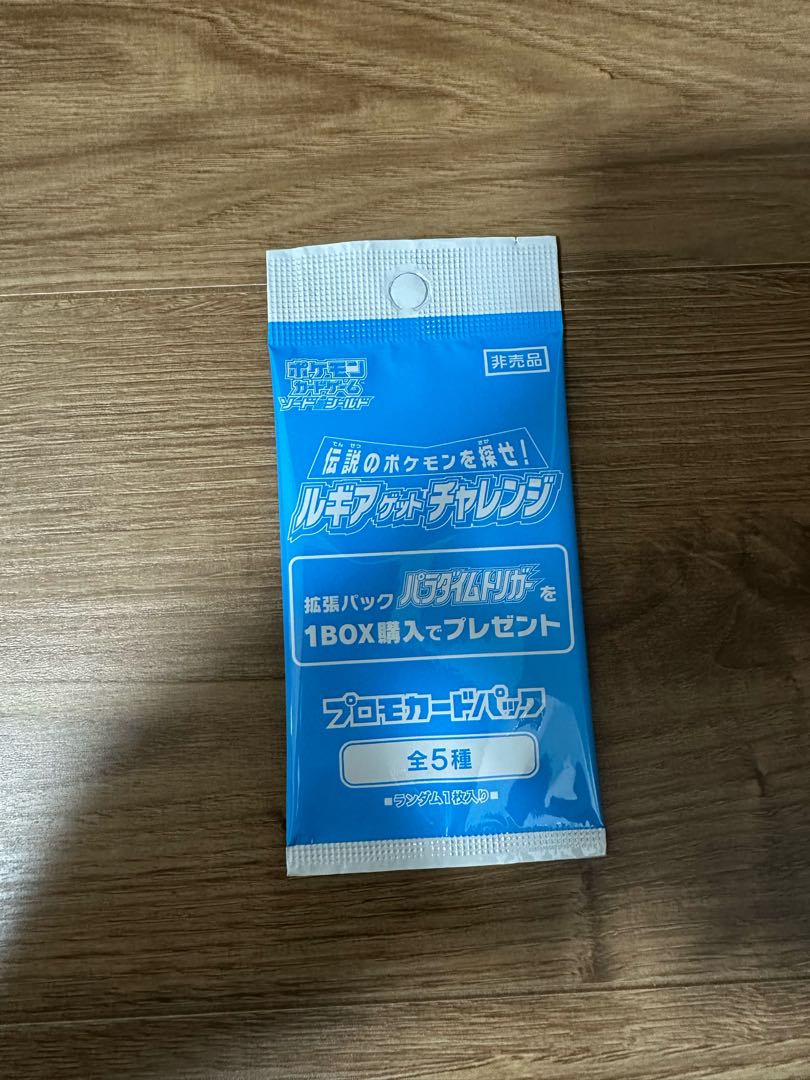 ポケモン
カードゲーム
ソード&シールド
非売品
伝説のポケモンを探せ!
でん せつ さが
ルギアゲットチャレンジ
拡張パック パラダイムトリガーを
1BOX購入でプレゼント
プロモカードパック
全5種
■ランダム1枚入り■